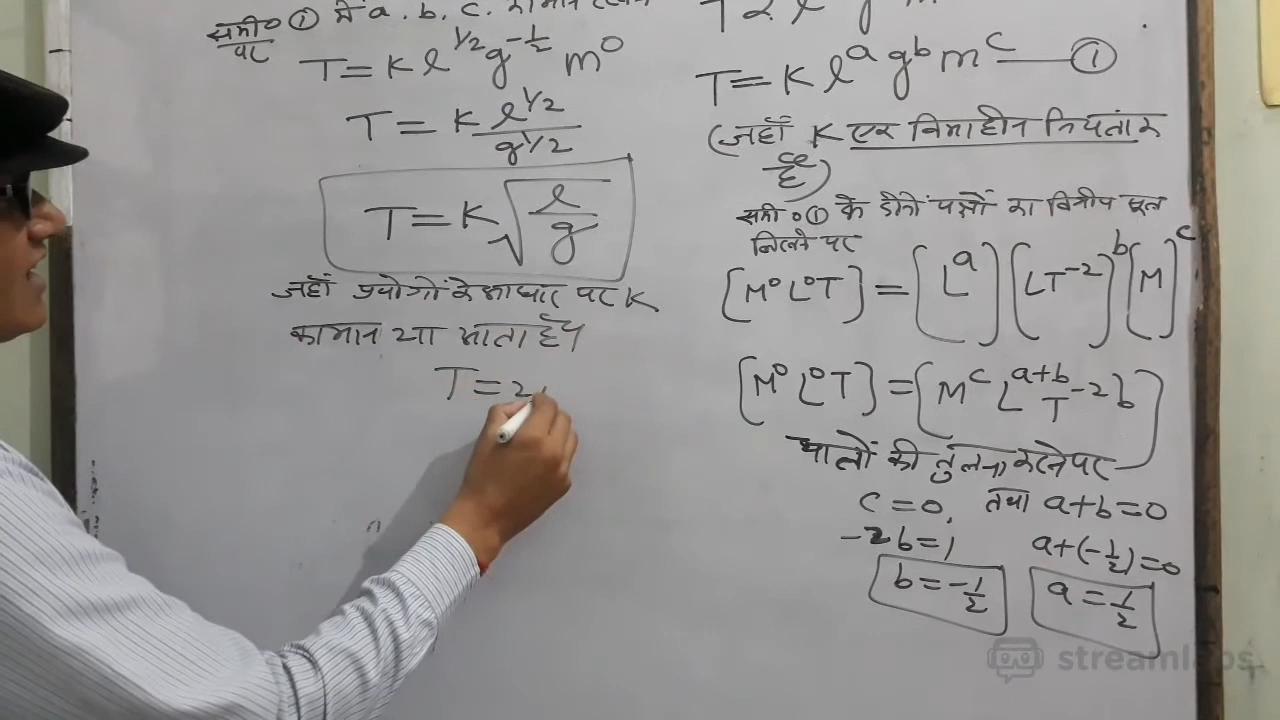 समी० ① में a. b. c. का मान रखने
पर
T = K l^1/2 g^-1/2 m^0
T = K l^1/2 / g^1/2
T = K √(l/g)
जहाँ प्रयोगों के आधार पर K
का मान या आता है
T = 2
T ∝ l g m
T = K l^a g^b m^c — ①
(जहाँ K एक विमाहीन नियतांक
है)
समी० ① के दोनों पक्षों का विमीय सूत्र
लिखने पर
[M^0 L^0 T] = [L^a] [LT^-2]^b [M]^c
[M^0 L^0 T] = [M^c L^a+b T^-2b]
घातों की तुलना करने पर
c = 0, तथा a+b=0
-2b=1 a+(-1/2)=0
b = -1/2 a = 1/2
streamlabs